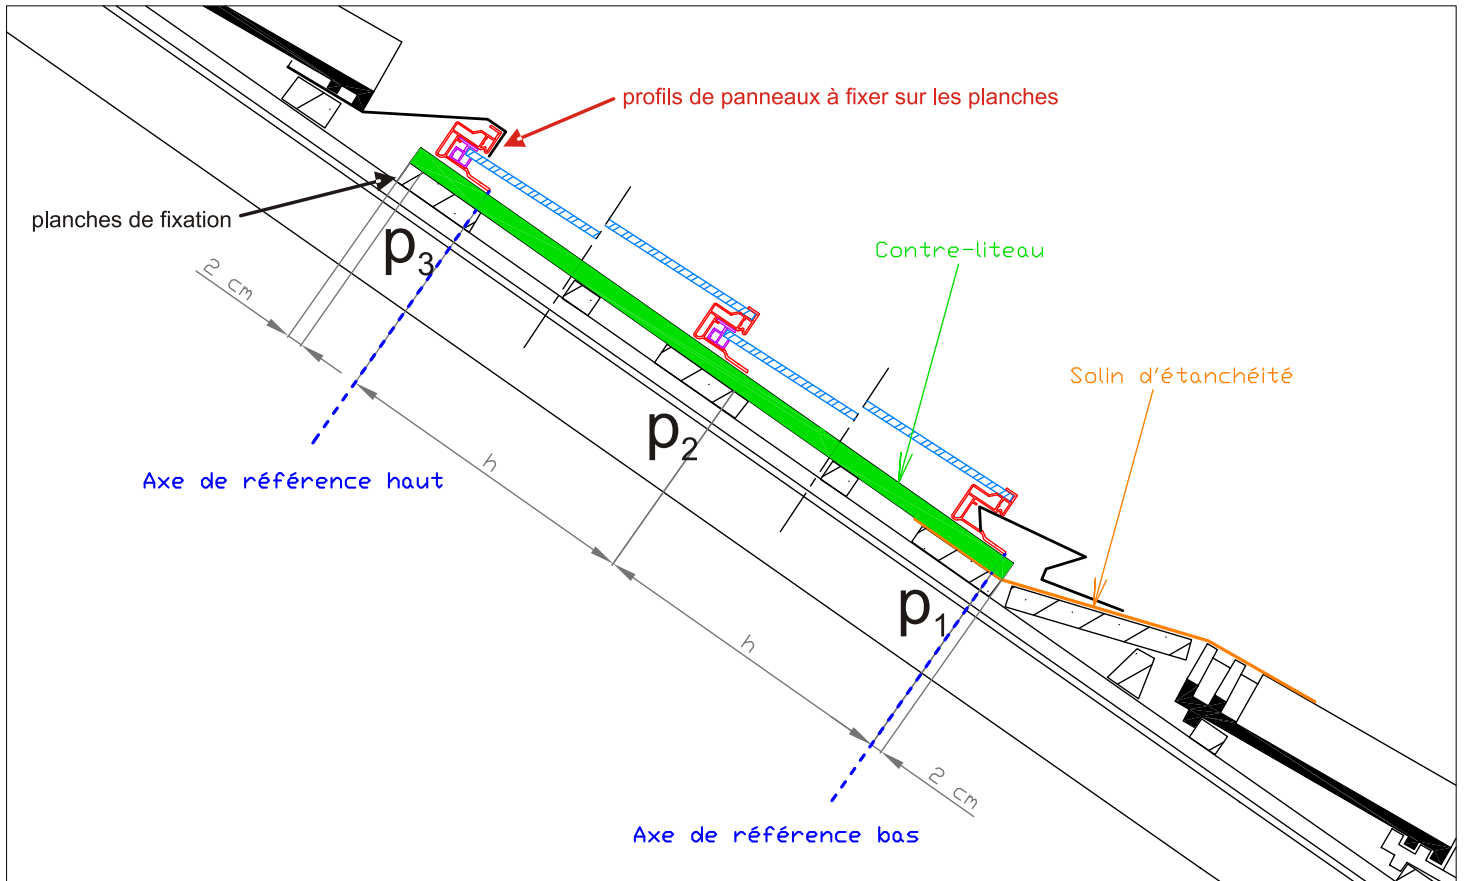 profils de panneaux à fixer sur les planches
planches de fixation
p3
Contre-liteau
2 cm
Solin d'étanchéité
p2
h
Axe de référence haut
p1
h
2 cm
Axe de référence bas